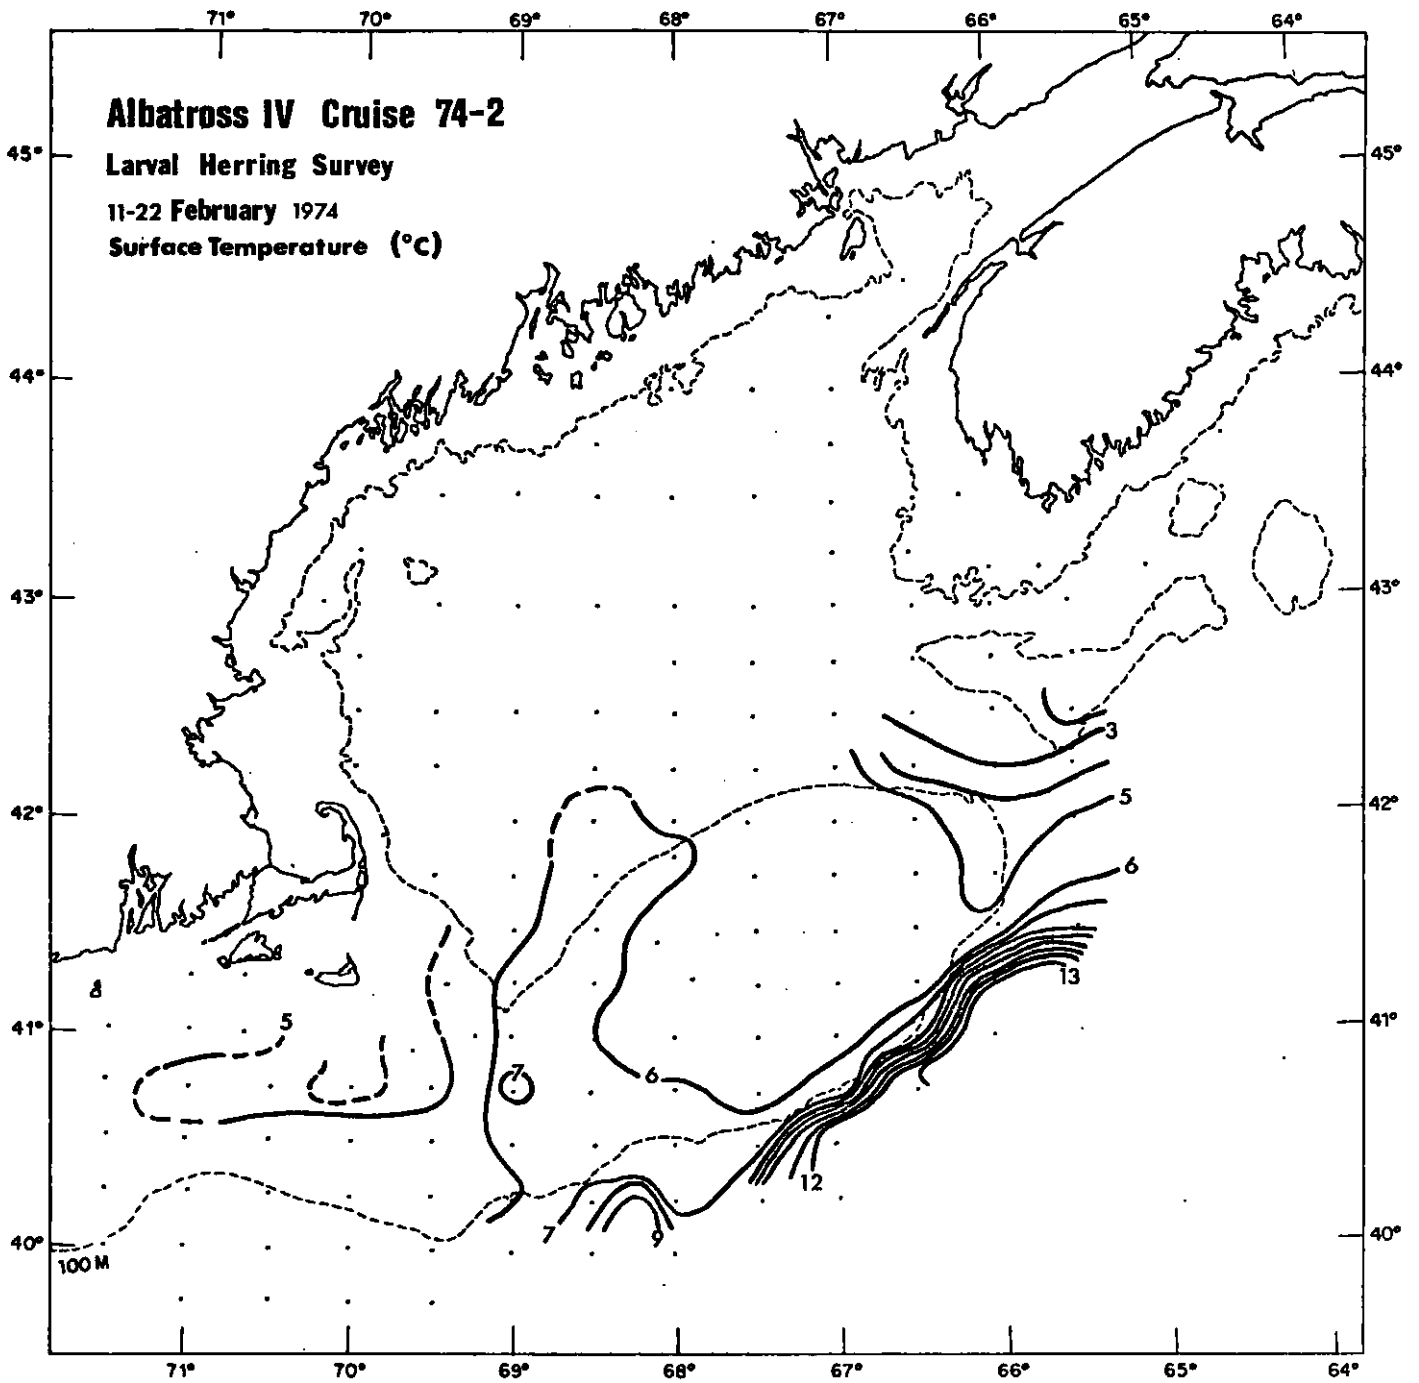 71° 70° 69° 68° 67° 66° 65° 64°
Albatross IV Cruise 74-2
45° 45°
Larval Herring Survey
11-22 February 1974
Surface Temperature (°C)
44° 44°
43° 43°
3
5
42° 42°
6
13
5
41° 41°
7
6
12
7
9
40° 40°
100 M
71° 70° 69° 68° 67° 66° 65° 64°